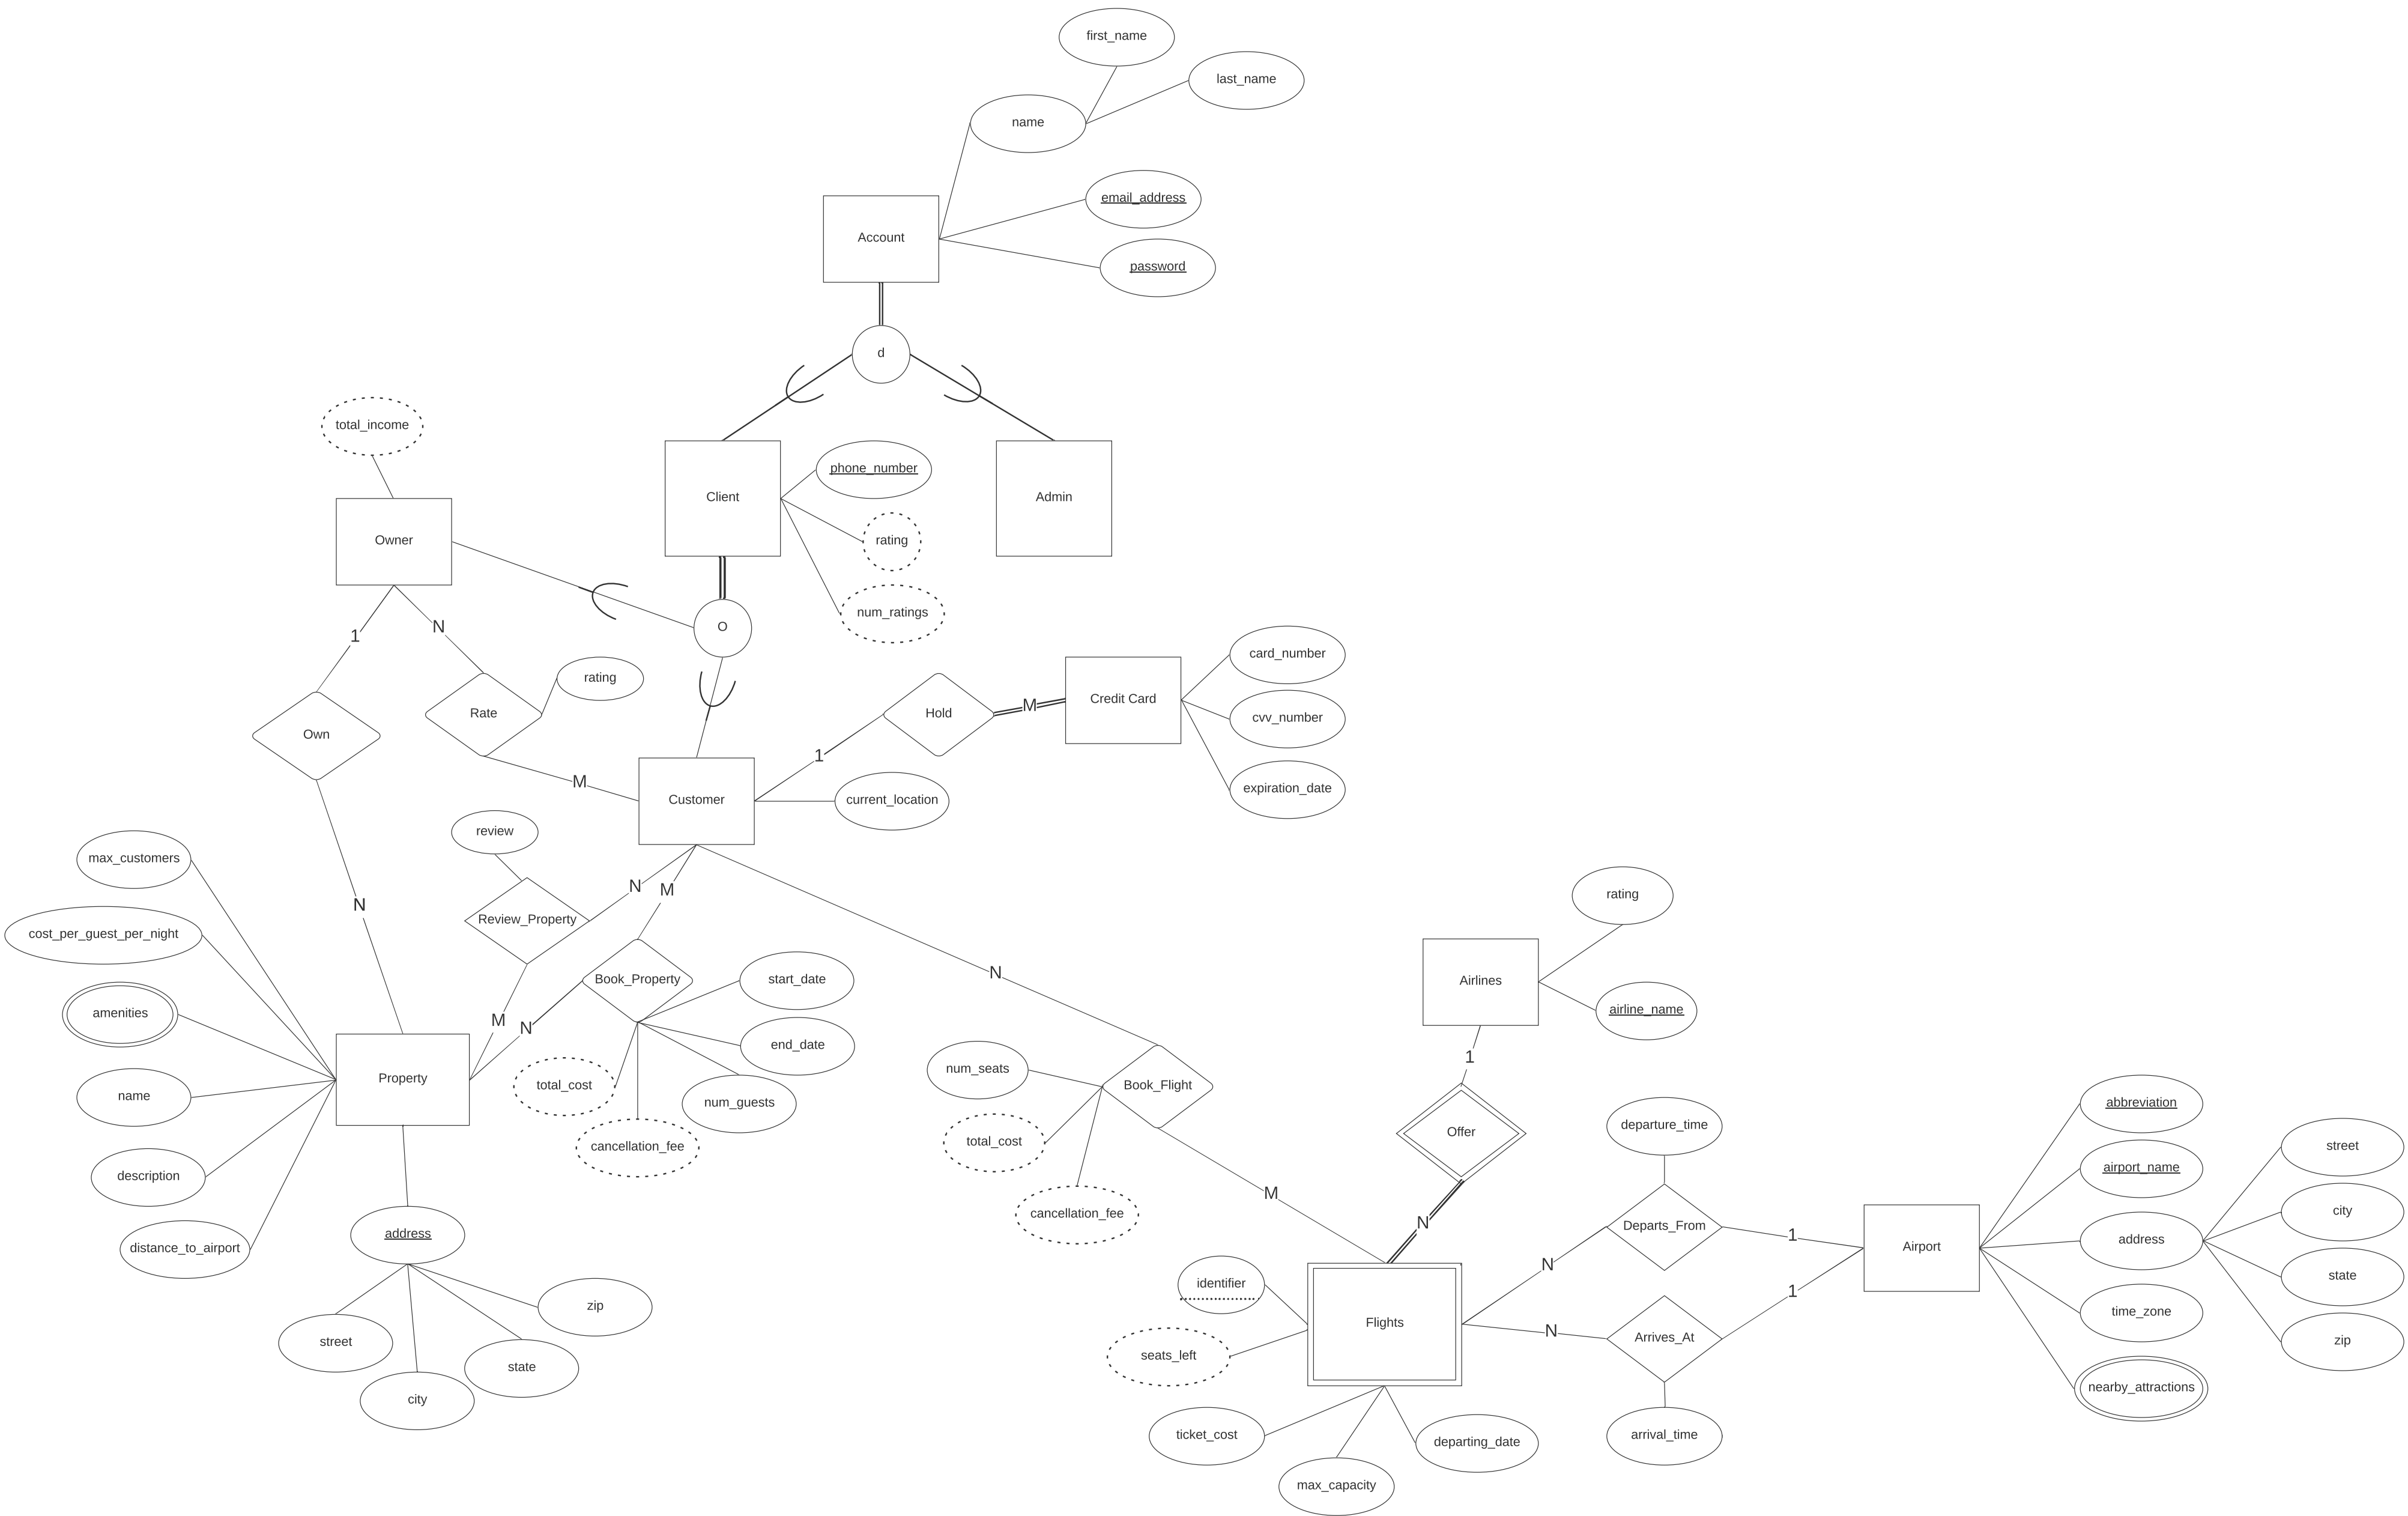 first_name
last_name
name
email_address
Account
password
d
total_income
phone_number
Client
Admin
Owner
rating
num_ratings
O
1
N
rating
card_number
Credit Card
M
Hold
Rate
Own
cvv_number
1
M
Customer
current_location
expiration_date
review
max_customers
N
M
rating
N
Review_Property
cost_per_guest_per_night
N
Book_Property
start_date
Airlines
amenities
airline_name
M
N
end_date
1
Property
total_cost
num_guests
num_seats
Book_Flight
name
cancellation_fee
total_cost
Offer
departure_time
abbreviation
street
airport_name
description
M
cancellation_fee
city
address
N
Departs_From
1
address
Airport
distance_to_airport
N
state
identifier
1
time_zone
zip
Flights
N
Arrives_At
zip
street
seats_left
state
nearby_attractions
city
ticket_cost
departing_date
arrival_time
max_capacity